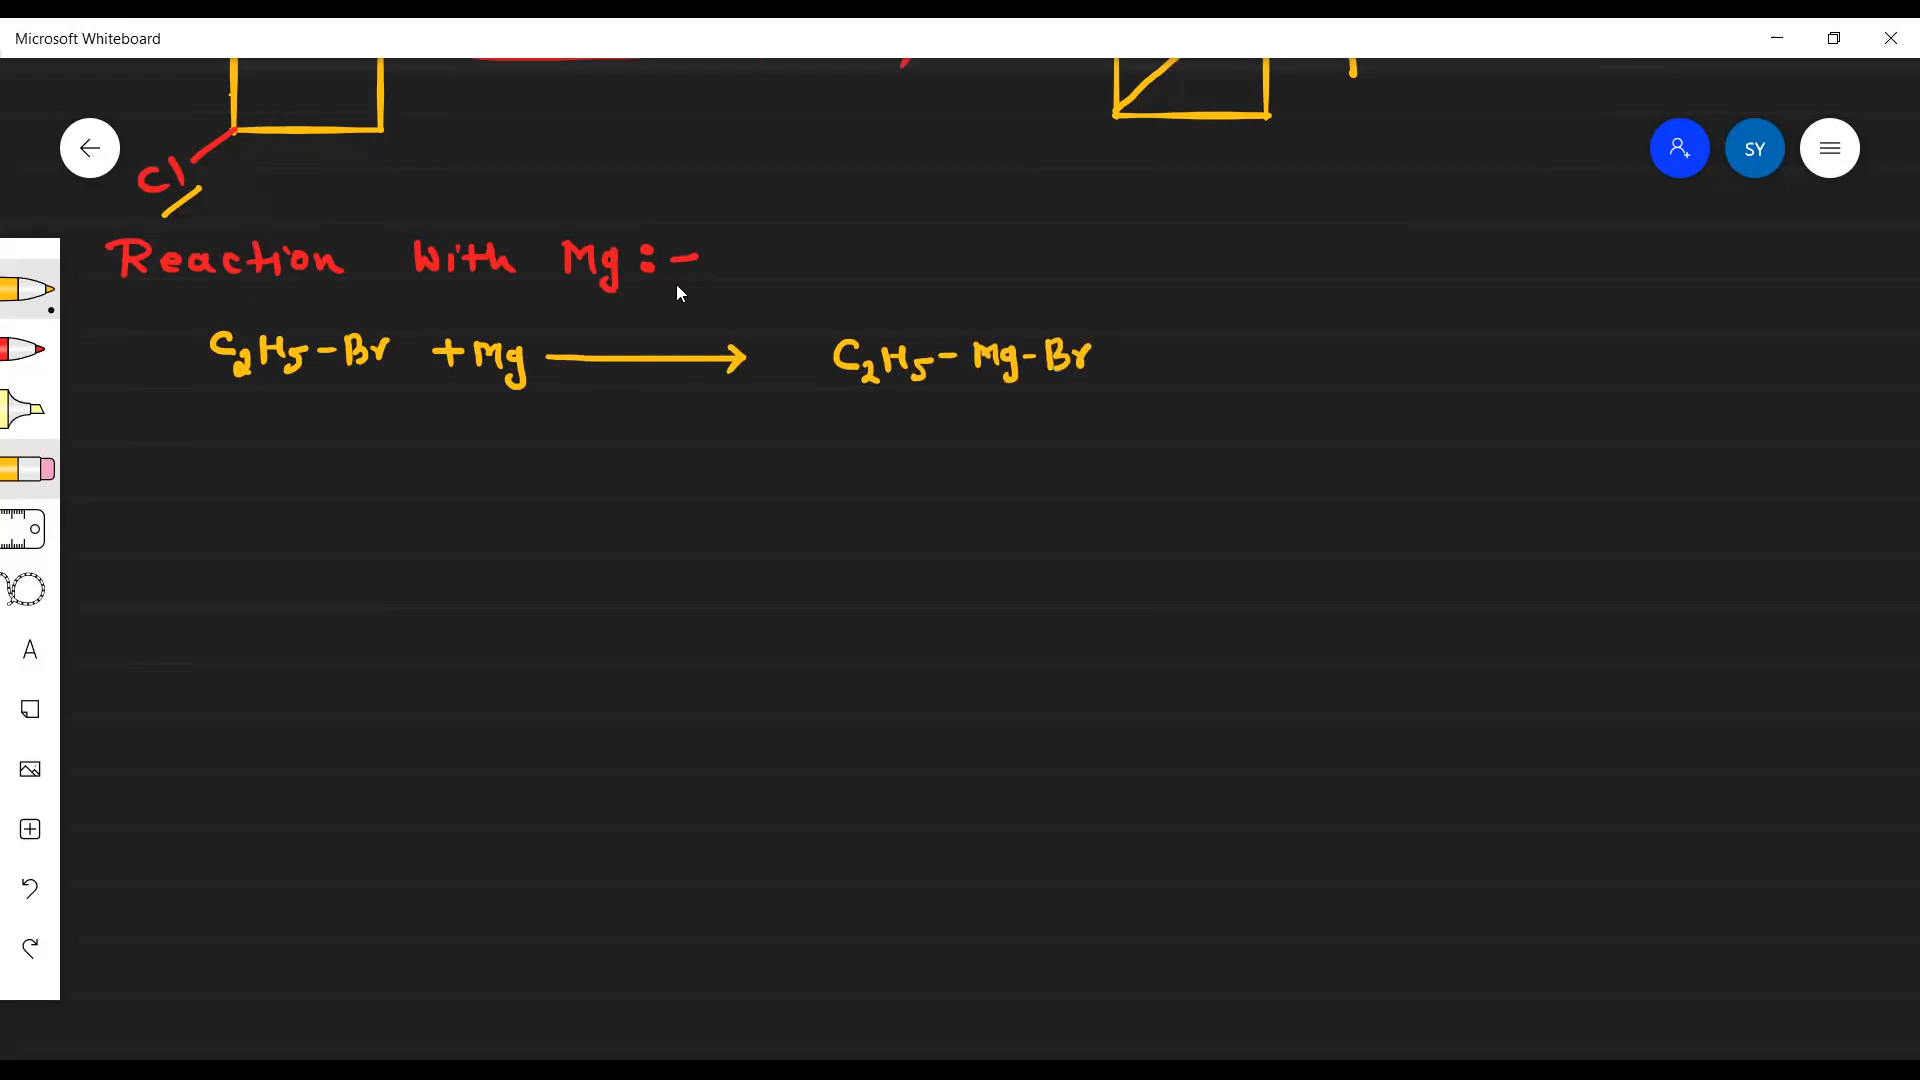 Microsoft Whiteboard
SY
Cl
Reaction with Mg:-
C₂H₅-Br +Mg ⟶ C₂H₅-Mg-Br
A